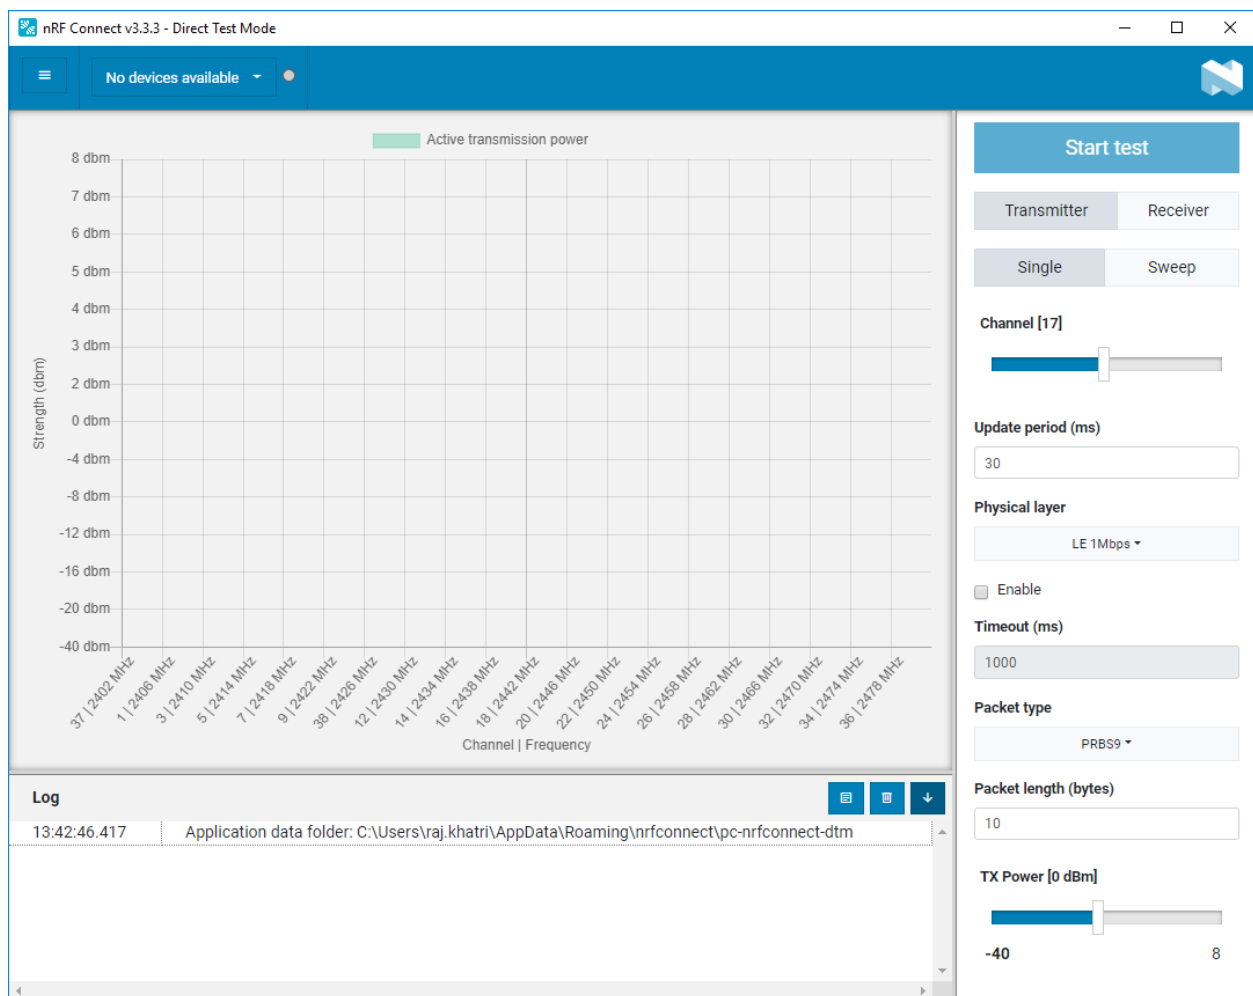 nRF Connect v3.3.3 - Direct Test Mode
No devices available
Active transmission power
8 dbm
7 dbm
6 dbm
5 dbm
4 dbm
3 dbm
2 dbm
0 dbm
-4 dbm
-8 dbm
-12 dbm
-16 dbm
-20 dbm
-40 dbm
Strength (dbm)
37 | 2402 MHz
1 | 2406 MHz
3 | 2410 MHz
5 | 2414 MHz
7 | 2418 MHz
9 | 2422 MHz
38 | 2426 MHz
12 | 2430 MHz
14 | 2434 MHz
16 | 2438 MHz
18 | 2442 MHz
20 | 2446 MHz
22 | 2450 MHz
24 | 2454 MHz
26 | 2458 MHz
28 | 2462 MHz
30 | 2466 MHz
32 | 2470 MHz
34 | 2474 MHz
36 | 2478 MHz
Channel | Frequency
Start test
Transmitter Receiver
Single Sweep
Channel [17]
Update period (ms)
30
Physical layer
LE 1Mbps
Enable
Timeout (ms)
1000
Packet type
PRBS9
Packet length (bytes)
10
TX Power [0 dBm]
-40 8
Log
13:42:46.417 Application data folder: C:\Users\raj.khatri\AppData\Roaming\nrfconnect\pc-nrfconnect-dtm